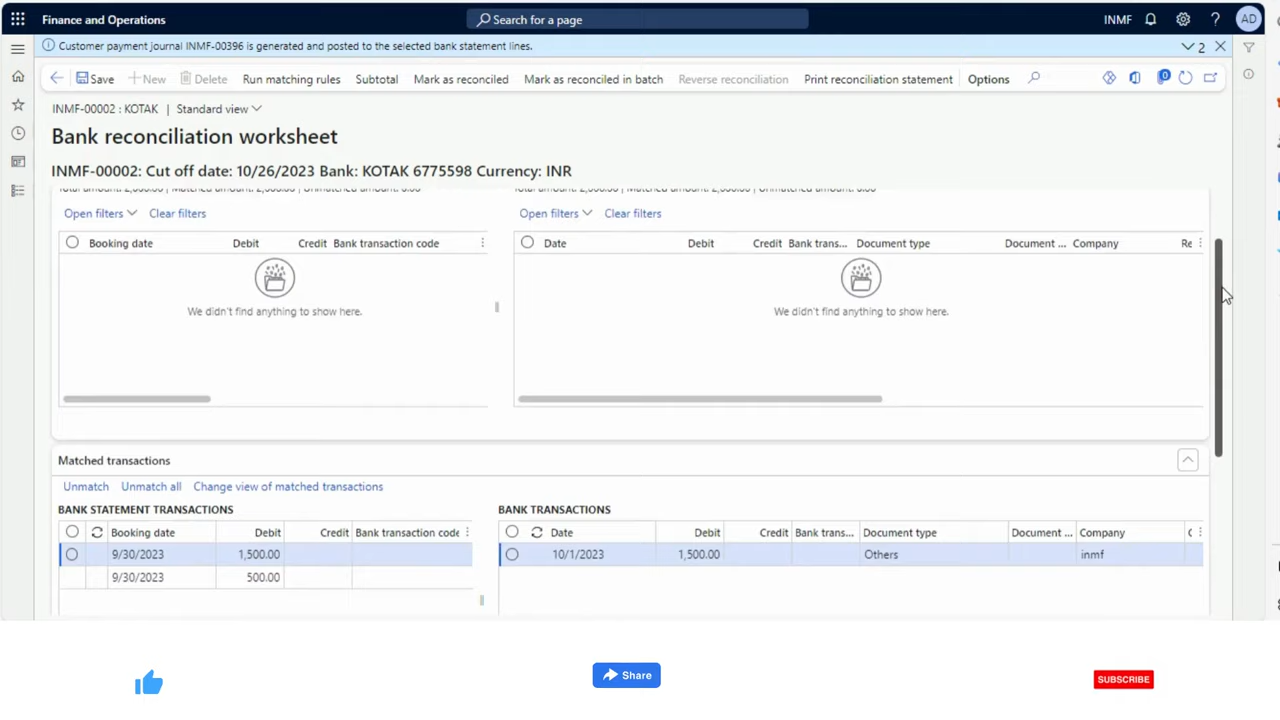 Finance and Operations Search for a page INMF ? AD
Customer payment journal INMF-00396 is generated and posted to the selected bank statement lines. 2
Save New Delete Run matching rules Subtotal Mark as reconciled Mark as reconciled in batch Reverse reconciliation Print reconciliation statement Options 0
INMF-00002 : KOTAK | Standard view
Bank reconciliation worksheet
INMF-00002: Cut off date: 10/26/2023 Bank: KOTAK 6775598 Currency: INR
Open filters Clear filters Open filters Clear filters
Booking date Debit Credit Bank transaction code Date Debit Credit Bank trans... Document type Document ... Company Re
We didn't find anything to show here. We didn't find anything to show here.
Matched transactions
Unmatch Unmatch all Change view of matched transactions
BANK STATEMENT TRANSACTIONS BANK TRANSACTIONS
Booking date Debit Credit Bank transaction code Date Debit Credit Bank trans... Document type Document ... Company
9/30/2023 1,500.00 10/1/2023 1,500.00 Others inmf
9/30/2023 500.00
Share SUBSCRIBE